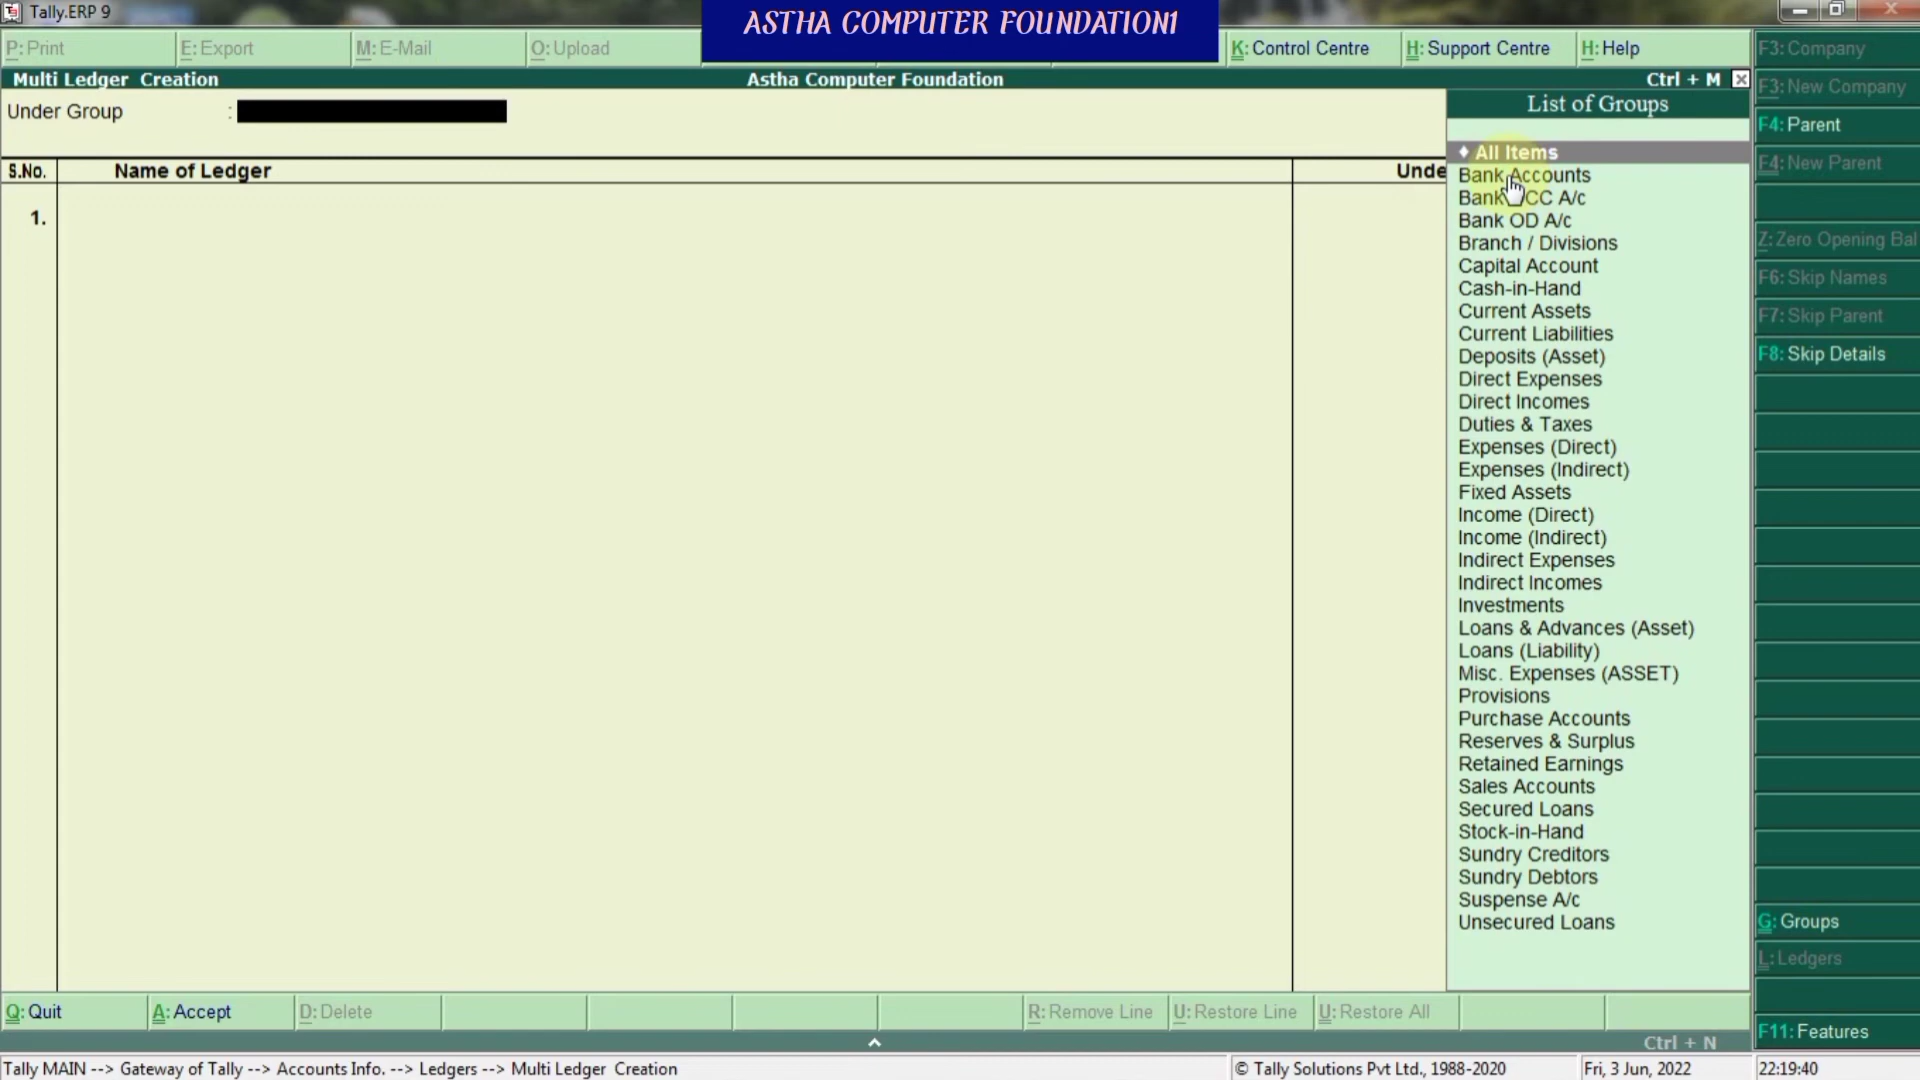 Tally.ERP 9
ASTHA COMPUTER FOUNDATION1
P: Print
E: Export
M: E-Mail
O: Upload
K: Control Centre
H: Support Centre
H: Help
Multi Ledger Creation
Astha Computer Foundation
Ctrl + M
Under Group :
List of Groups
S.No.
Name of Ledger
Unde
1.
♦ All Items
Bank Accounts
Bank OCC A/c
Bank OD A/c
Branch / Divisions
Capital Account
Cash-in-Hand
Current Assets
Current Liabilities
Deposits (Asset)
Direct Expenses
Direct Incomes
Duties & Taxes
Expenses (Direct)
Expenses (Indirect)
Fixed Assets
Income (Direct)
Income (Indirect)
Indirect Expenses
Indirect Incomes
Investments
Loans & Advances (Asset)
Loans (Liability)
Misc. Expenses (ASSET)
Provisions
Purchase Accounts
Reserves & Surplus
Retained Earnings
Sales Accounts
Secured Loans
Stock-in-Hand
Sundry Creditors
Sundry Debtors
Suspense A/c
Unsecured Loans
F3: Company
F3: New Company
F4: Parent
F4: New Parent
Z: Zero Opening Bal
F6: Skip Names
F7: Skip Parent
F8: Skip Details
G: Groups
L: Ledgers
F11: Features
Q: Quit
A: Accept
D: Delete
R: Remove Line
U: Restore Line
U: Restore All
Ctrl + N
Tally MAIN --> Gateway of Tally --> Accounts Info. --> Ledgers --> Multi Ledger Creation
© Tally Solutions Pvt Ltd., 1988-2020
Fri, 3 Jun, 2022
22:19:40